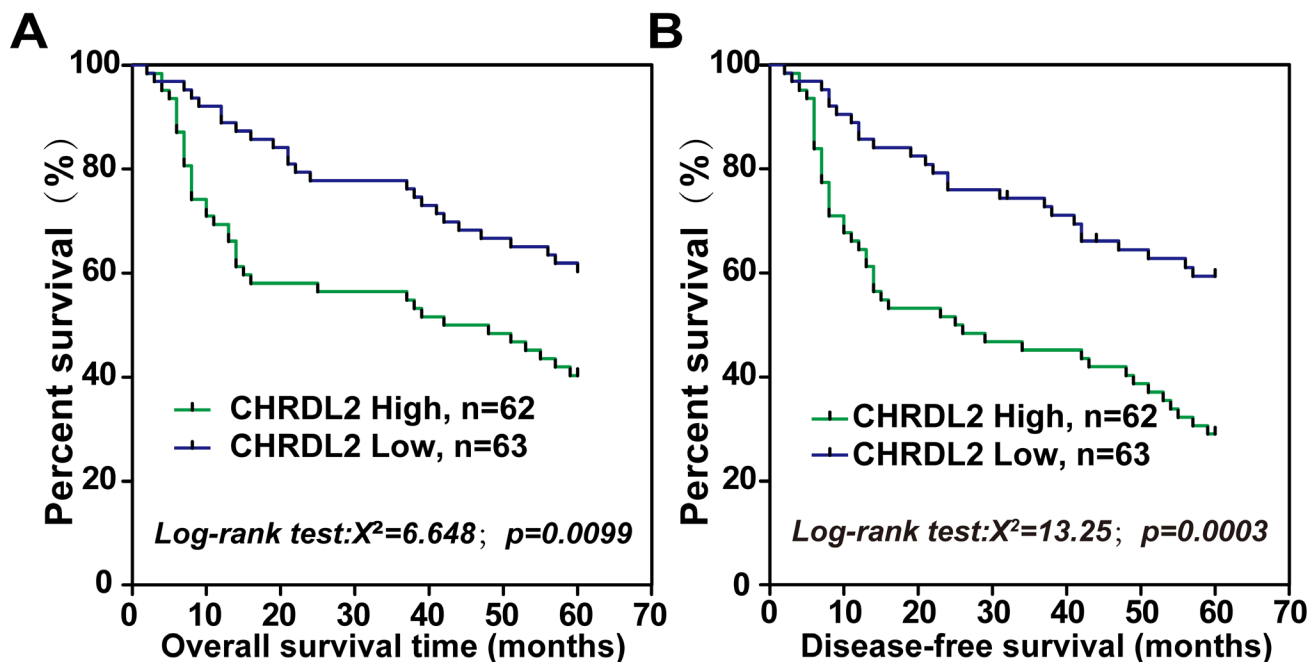 A
Percent survival（%）
100
80
60
40
20
0
CHRDL2 High, n=62
CHRDL2 Low, n=63
Log-rank test:X²=6.648；p=0.0099
0 10 20 30 40 50 60 70
Overall survival time (months)
B
Percent survival（%）
100
80
60
40
20
0
CHRDL2 High, n=62
CHRDL2 Low, n=63
Log-rank test:X²=13.25；p=0.0003
0 10 20 30 40 50 60 70
Disease-free survival (months)